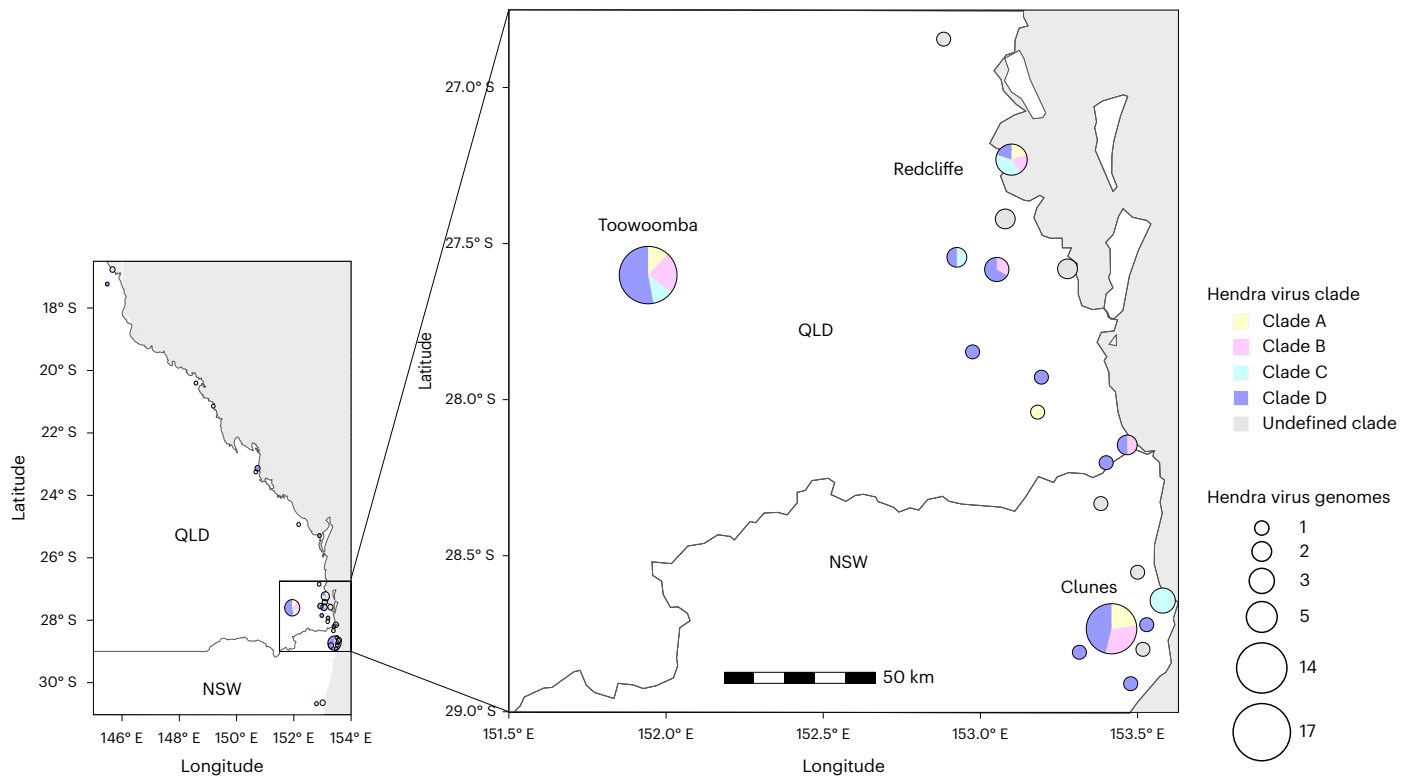 27.0° S
Redcliffe
Toowoomba
27.5° S
QLD
Latitude
28.0° S
28.5° S
NSW
Clunes
50 km
29.0° S
151.5° E
152.0° E
152.5° E
153.0° E
153.5° E
Longitude
18° S
20° S
22° S
24° S
26° S
28° S
30° S
Latitude
QLD
NSW
146° E
148° E
150° E
152° E
154° E
Longitude
Hendra virus clade
Clade A
Clade B
Clade C
Clade D
Undefined clade
Hendra virus genomes
1
2
3
5
14
17